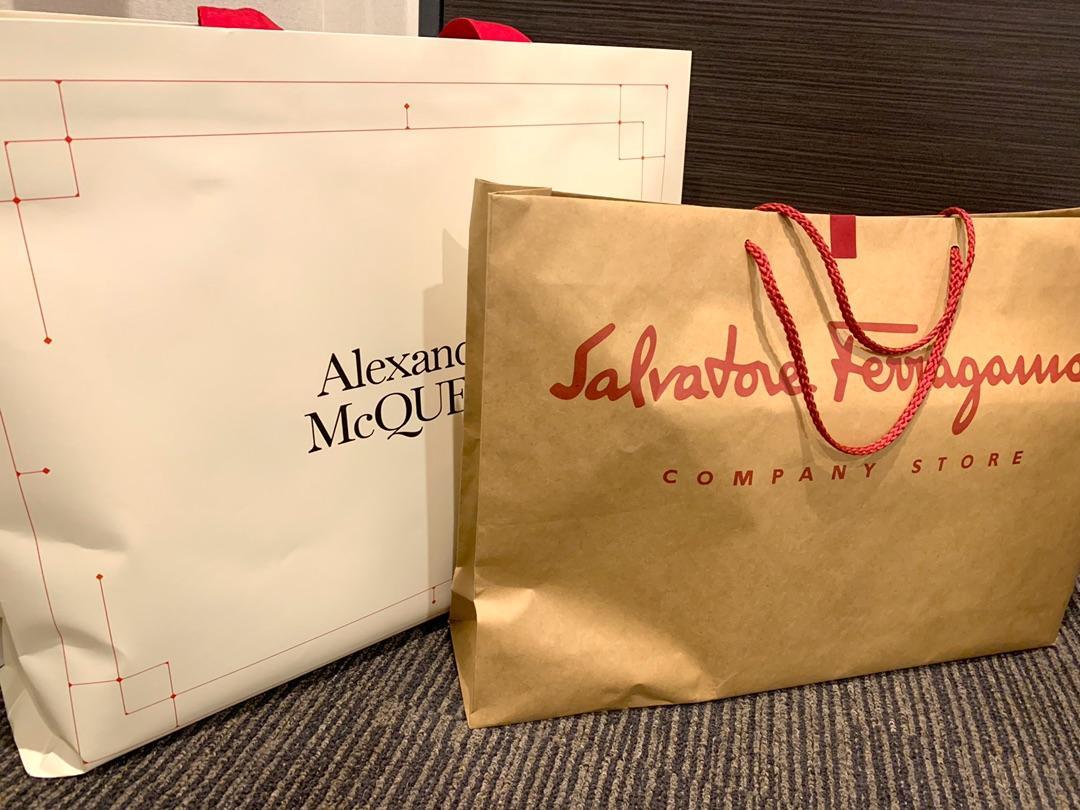 Alexand
McQUE
Salvatore Ferragamo
COMPANY STORE